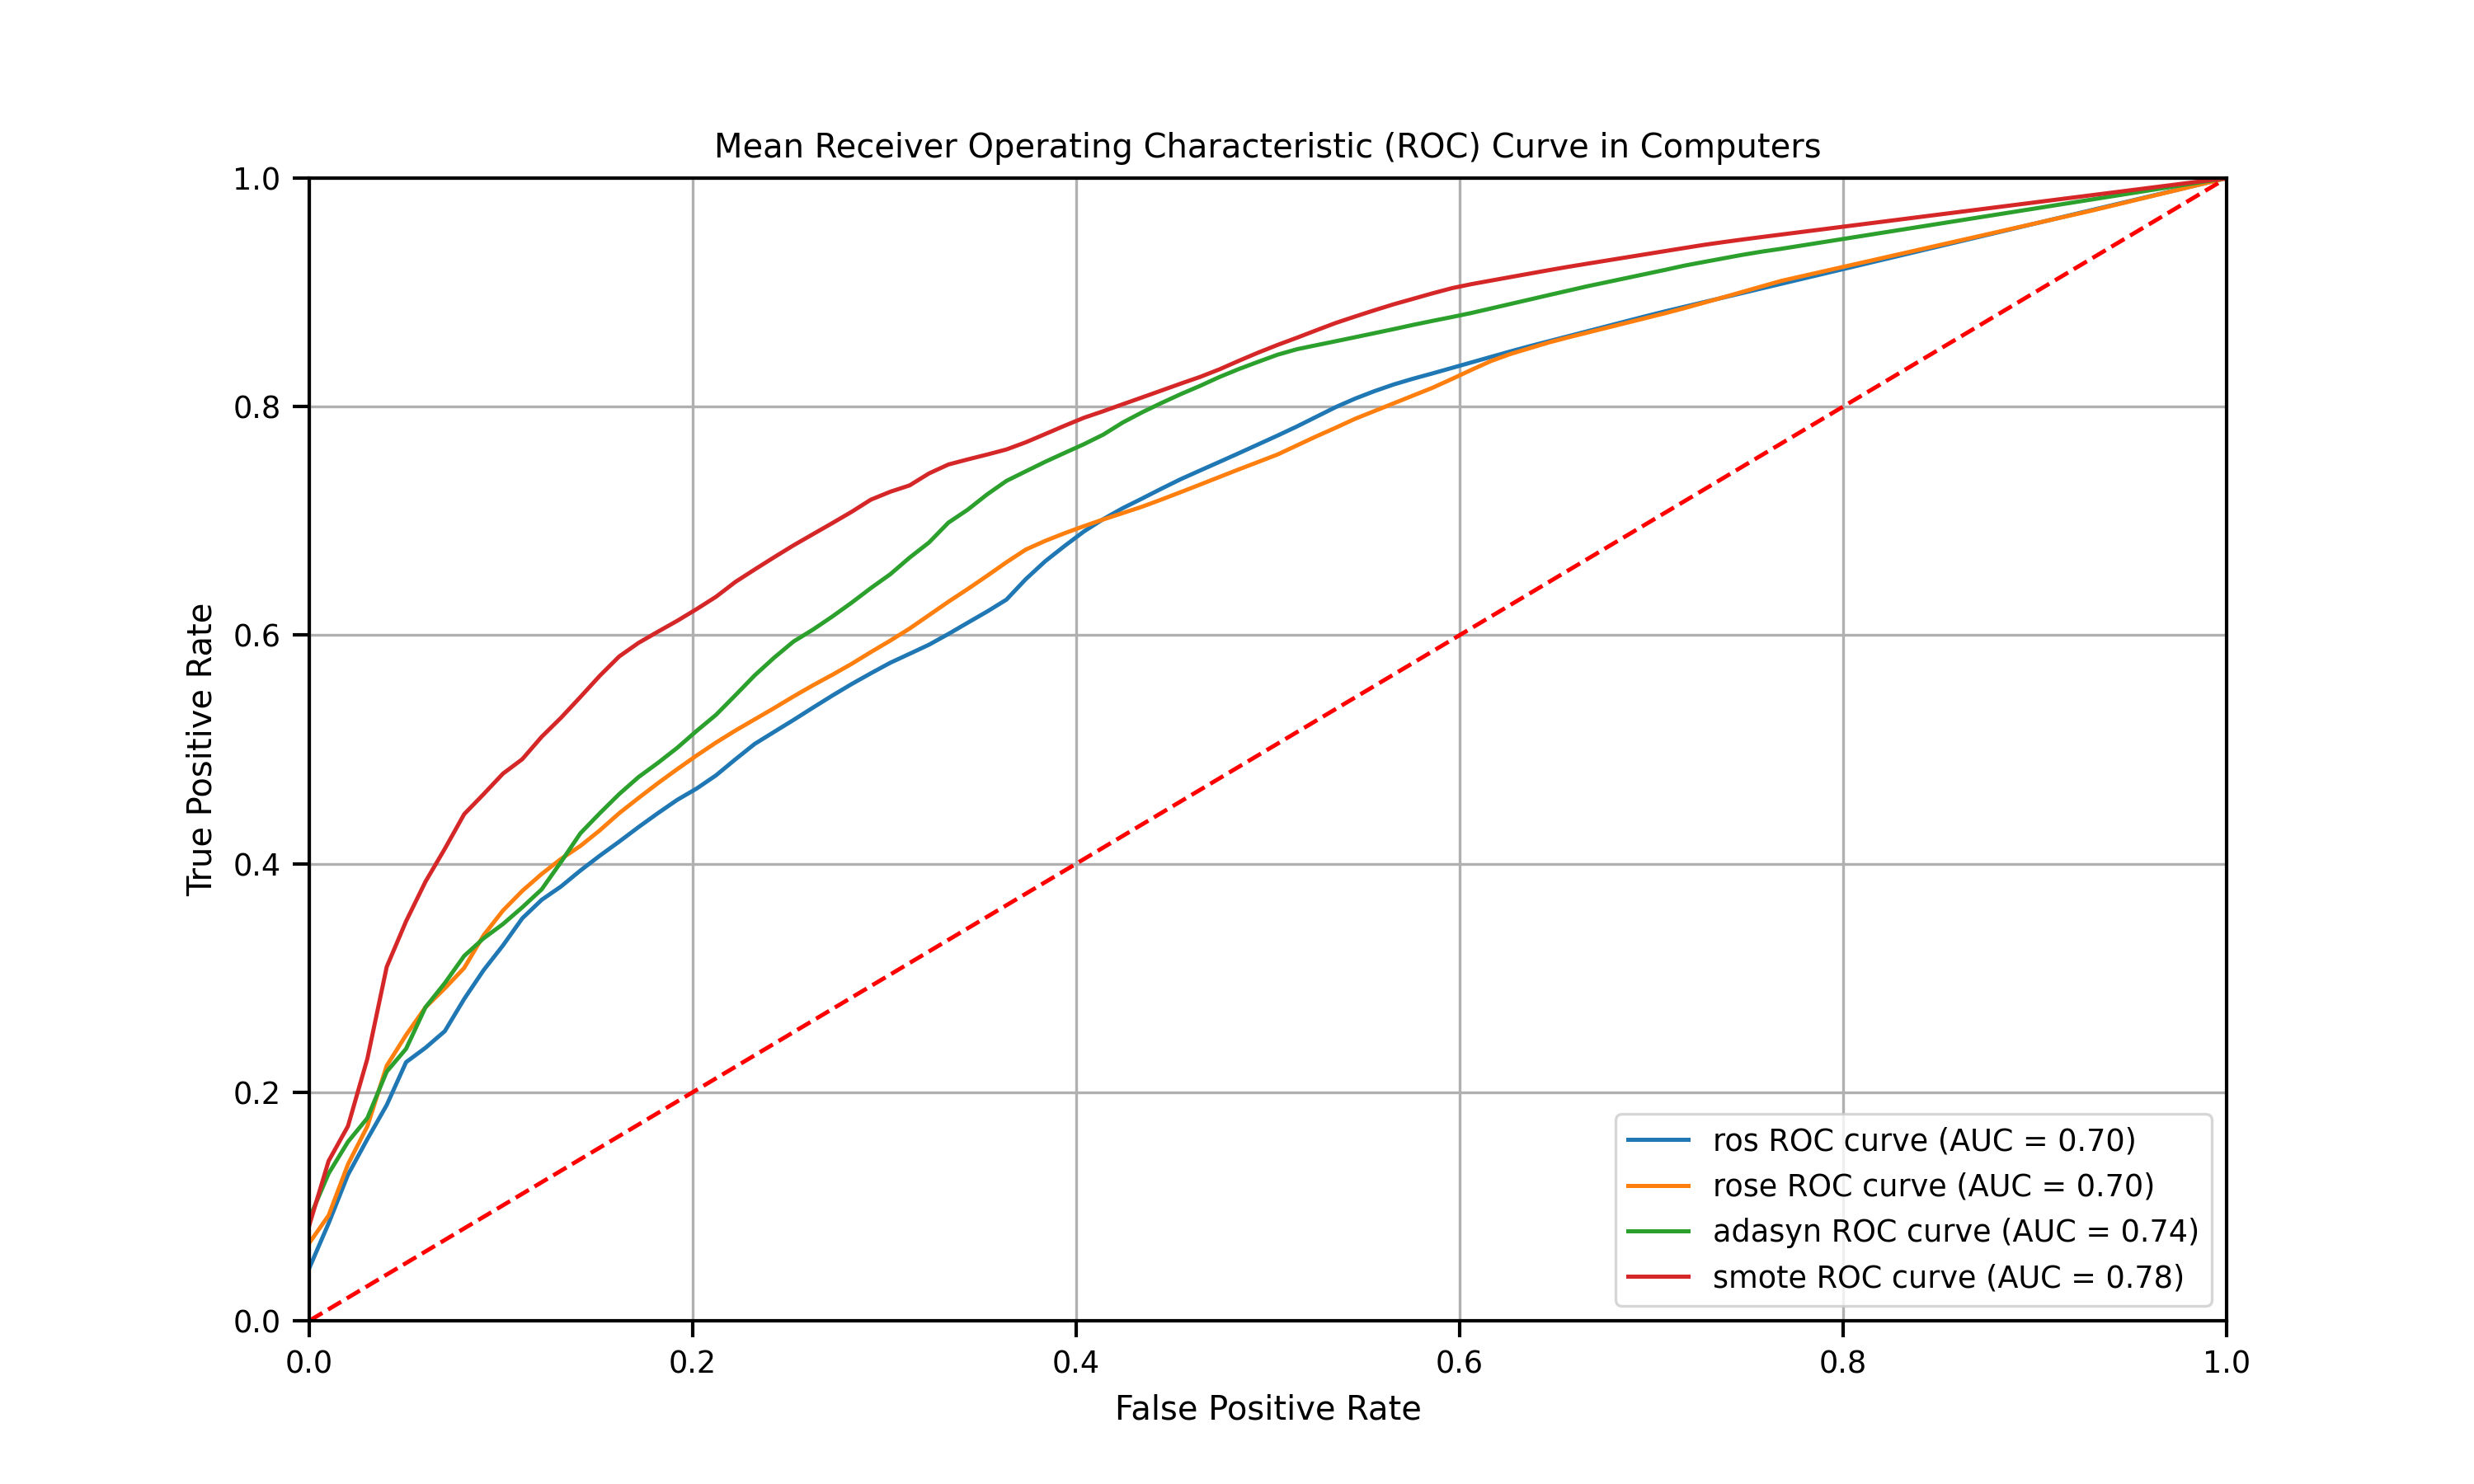 Mean Receiver Operating Characteristic (ROC) Curve in Computers
1.0
0.8
0.6
0.4
0.2
0.0
True Positive Rate
0.0 0.2 0.4 0.6 0.8 1.0
False Positive Rate
ros ROC curve (AUC = 0.70)
rose ROC curve (AUC = 0.70)
adasyn ROC curve (AUC = 0.74)
smote ROC curve (AUC = 0.78)